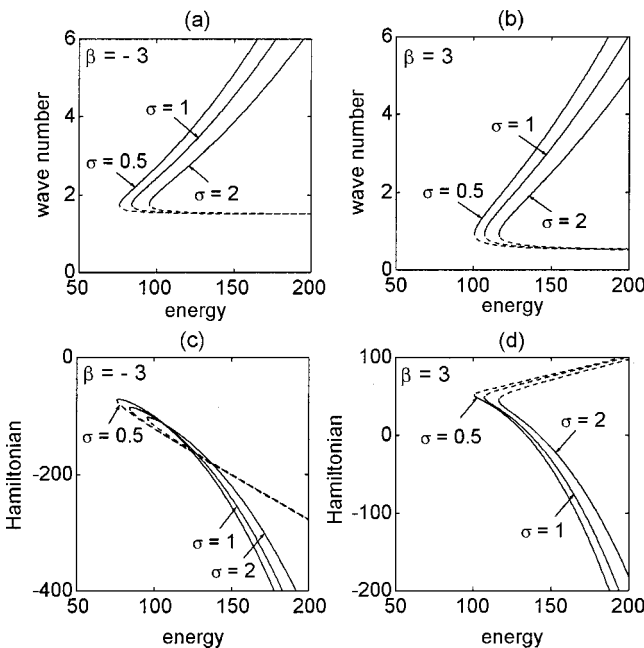 (a)
(b)
β = - 3
β = 3
σ = 1
σ = 0.5
σ = 2
σ = 1
σ = 0.5
σ = 2
wave number
wave number
6
4
2
0
6
4
2
0
50
100
150
200
50
100
150
200
energy
energy
(c)
(d)
β = - 3
β = 3
σ = 0.5
σ = 1
σ = 2
σ = 0.5
σ = 2
σ = 1
Hamiltonian
Hamiltonian
0
-200
-400
100
0
-100
-200
50
100
150
200
50
100
150
200
energy
energy